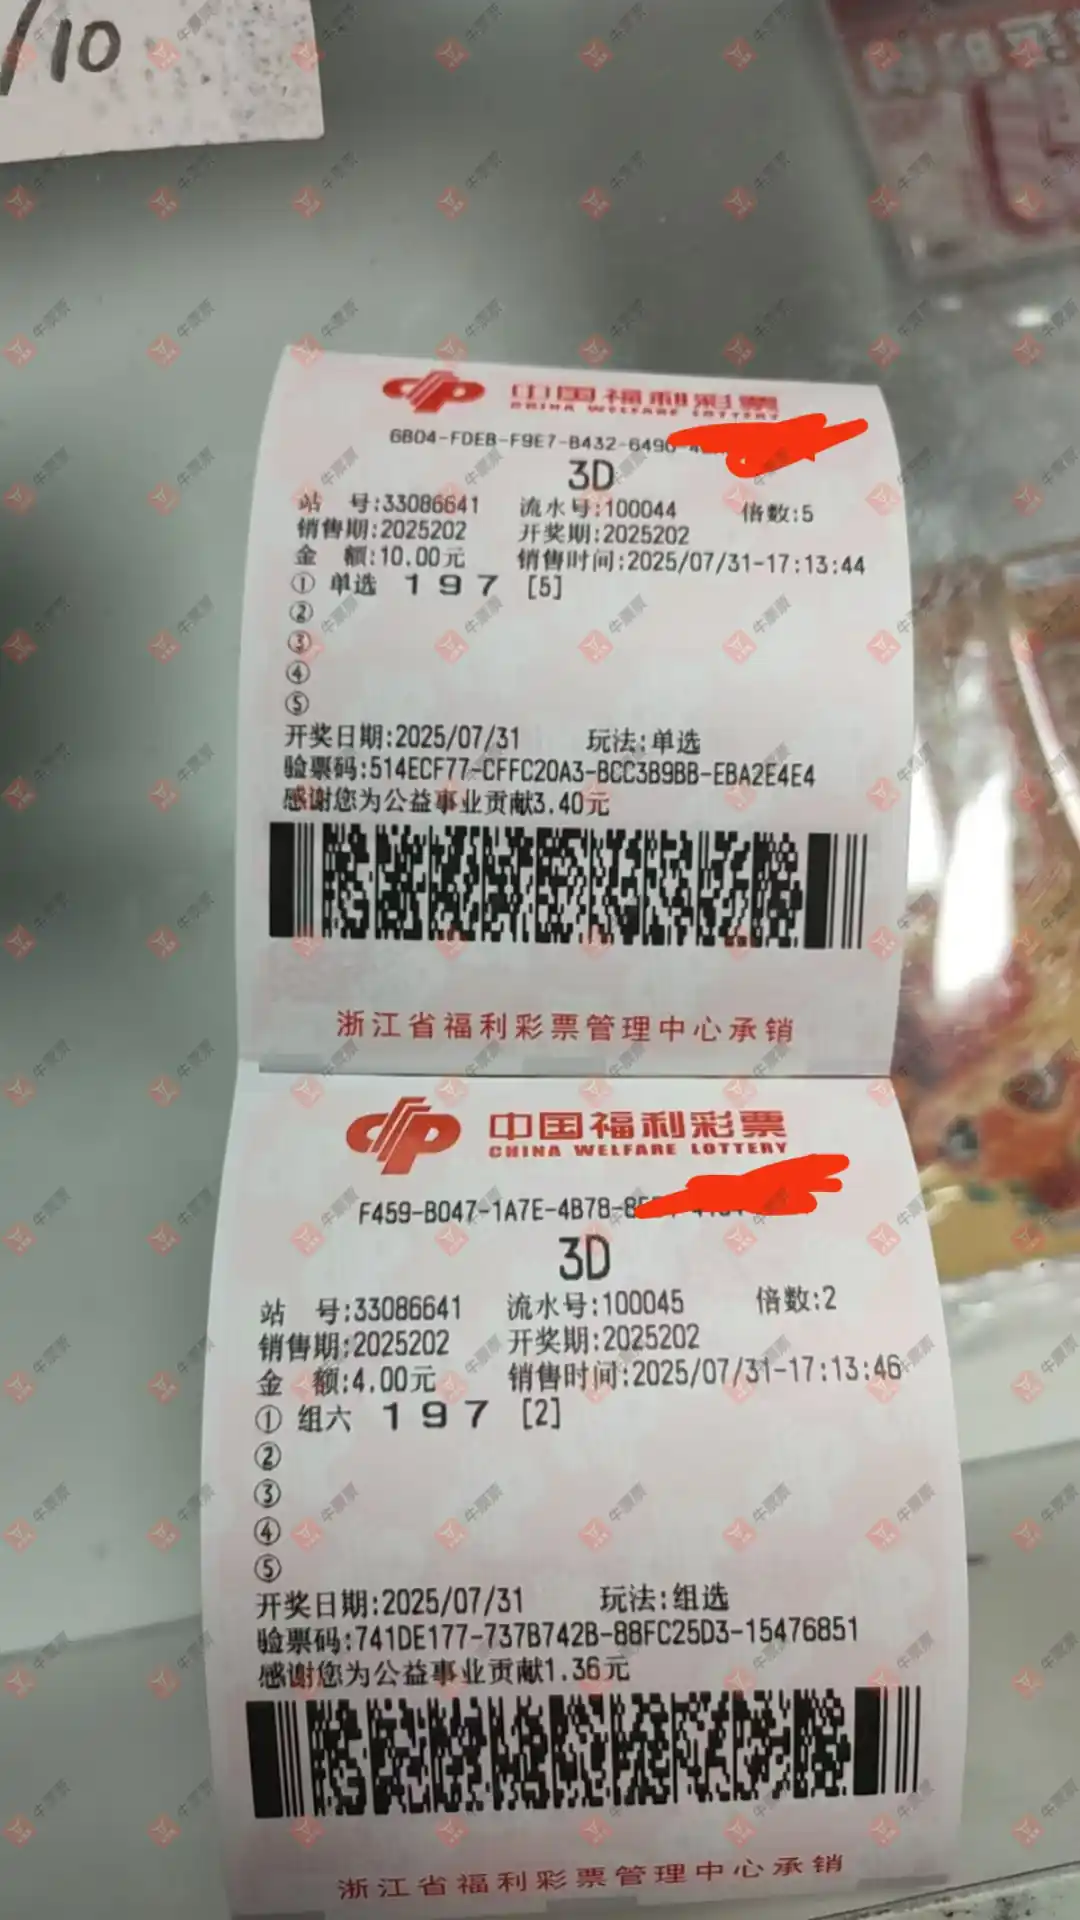 /10
中国福利彩票
CHINA WELFARE LOTTERY
6B04-FDEB-F9E7-B432-6490-4
3D
站 号:33086641 流水号:100044 倍数:5
销售期:2025202 开奖期:2025202
金 额:10.00元 销售时间:2025/07/31-17:13:44
① 单选 1 9 7 [5]
②
③
④
⑤
开奖日期:2025/07/31 玩法:单选
验票码:514ECF77-CFFC20A3-BCC3B9BB-EBA2E4E4
感谢您为公益事业贡献3.40元
浙江省福利彩票管理中心承销
中国福利彩票
CHINA WELFARE LOTTERY
F459-B047-1A7E-4B78-8
3D
站 号:33086641 流水号:100045 倍数:2
销售期:2025202 开奖期:2025202
金 额:4.00元 销售时间:2025/07/31-17:13:46
① 组六 1 9 7 [2]
②
③
④
⑤
开奖日期:2025/07/31 玩法:组选
验票码:741DE177-737B742B-88FC25D3-15476851
感谢您为公益事业贡献1.36元
浙江省福利彩票管理中心承销
牛票票